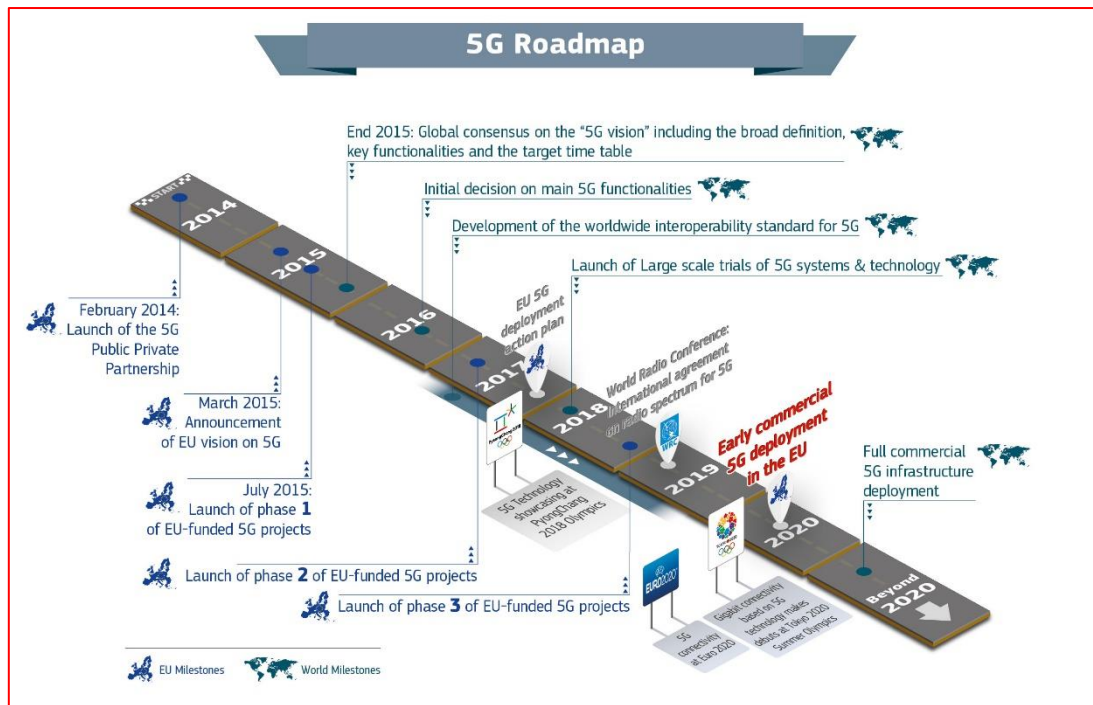 5G Roadmap
End 2015: Global consensus on the “5G vision” including the broad definition,
key functionalities and the target time table
Initial decision on main 5G functionalities
Development of the worldwide interoperability standard for 5G
Launch of Large scale trials of 5G systems & technology
START
2014
2015
2016
2017
2018
2019
2020
Beyond
2020
February 2014:
Launch of the 5G
Public Private
Partnership
March 2015:
Announcement
of EU vision on 5G
July 2015:
Launch of phase 1
of EU-funded 5G projects
Launch of phase 2 of EU-funded 5G projects
Launch of phase 3 of EU-funded 5G projects
EU 5G
deployment
action plan
PyeongChang 2018
5G Technology
showcasing at
PyongChang
2018 Olympics
World Radio Conference:
International agreement
on radio spectrum for 5G
WRC
Early commercial
5G deployment
in the EU
EURO2020
5G
connectivity
at Euro 2020
Gigabit connectivity
based on 5G
technology makes
debuts at Tokyo 2020
Summer Olympics
Full commercial
5G infrastructure
deployment
EU Milestones
World Milestones